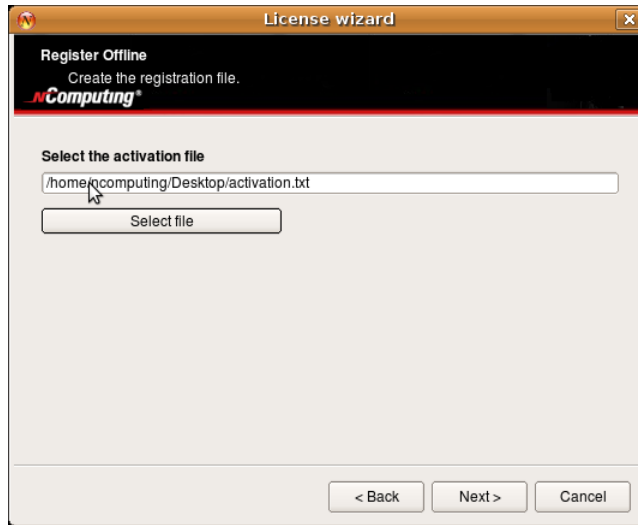 License wizard
Register Offline
Create the registration file.
NComputing®
Select the activation file
/home/ncomputing/Desktop/activation.txt
Select file
< Back
Next >
Cancel